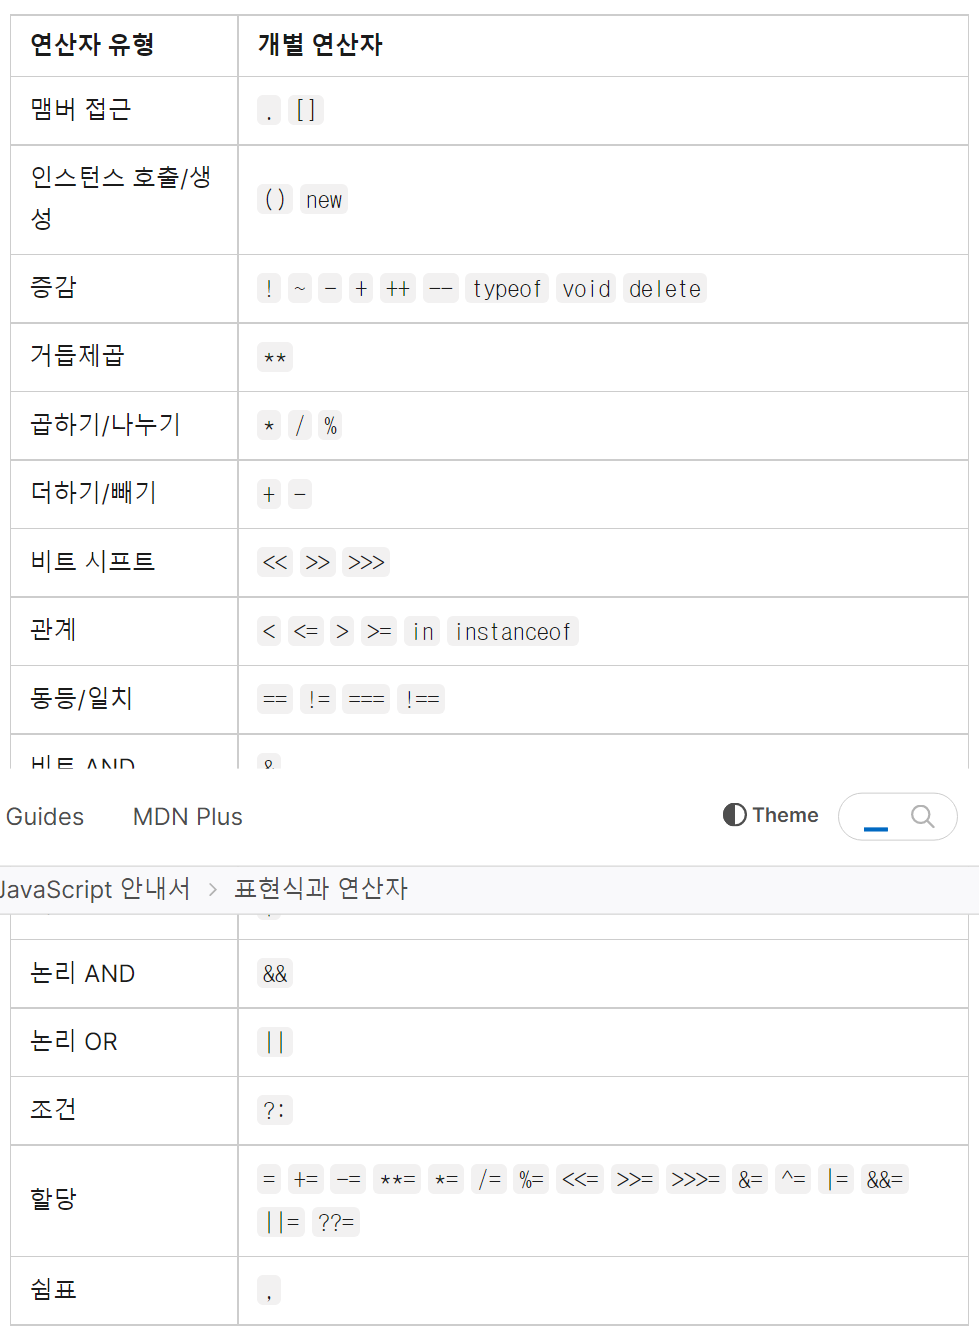 연산자 유형 개별 연산자
맴버 접근 . []
인스턴스 호출/생
성 () new
증감 ! ~ - + ++ -- typeof void delete
거듭제곱 **
곱하기/나누기 * / %
더하기/빼기 + -
비트 시프트 << >> >>>
관계 < <= > >= in instanceof
동등/일치 == != === !==
비트 AND &
Guides MDN Plus Theme
JavaScript 안내서 > 표현식과 연산자
논리 AND &&
논리 OR ||
조건 ?:
할당 = += -= **= *= /= %= <<= >>= >>>= &= ^= |= &&=
||= ??=
쉼표 ,